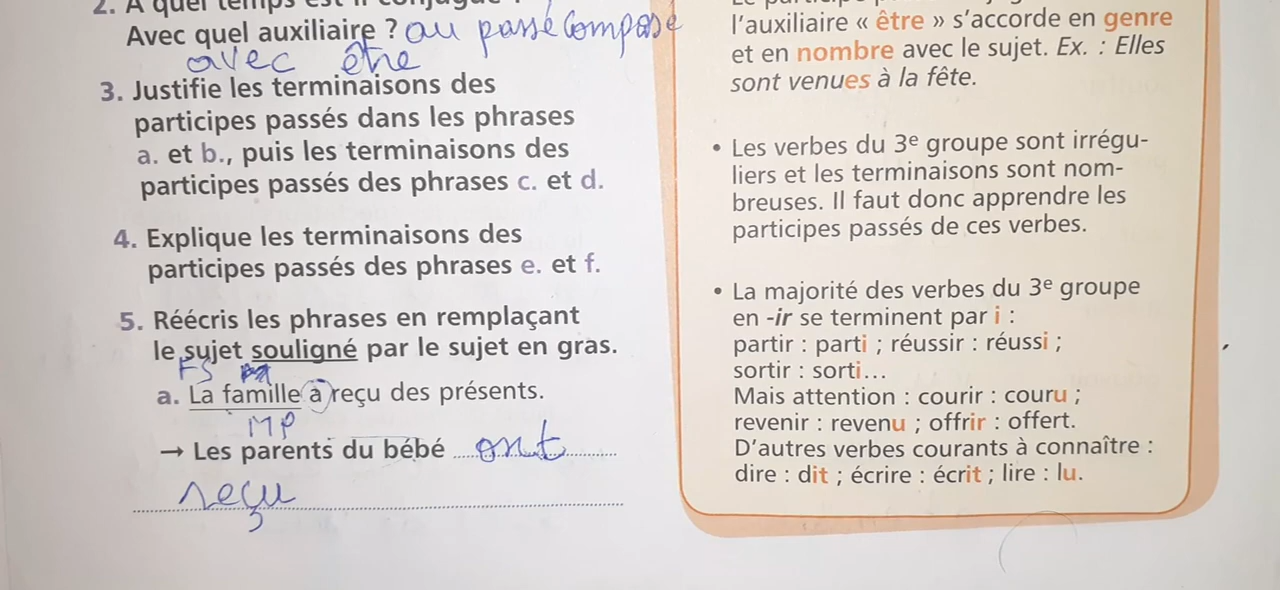 2. À quel temps est-il conjugué ?
Avec quel auxiliaire ? au passé composé
avec être
3. Justifie les terminaisons des
participes passés dans les phrases
a. et b., puis les terminaisons des
participes passés des phrases c. et d.
4. Explique les terminaisons des
participes passés des phrases e. et f.
5. Réécris les phrases en remplaçant
le sujet souligné par le sujet en gras.
FS
a. La famille a reçu des présents.
MP
→ Les parents du bébé ont
reçu
l'auxiliaire « être » s'accorde en genre
et en nombre avec le sujet. Ex. : Elles
sont venues à la fête.
• Les verbes du 3e groupe sont irrégu-
liers et les terminaisons sont nom-
breuses. Il faut donc apprendre les
participes passés de ces verbes.
• La majorité des verbes du 3e groupe
en -ir se terminent par i :
partir : parti ; réussir : réussi ;
sortir : sorti...
Mais attention : courir : couru ;
revenir : revenu ; offrir : offert.
D'autres verbes courants à connaître :
dire : dit ; écrire : écrit ; lire : lu.